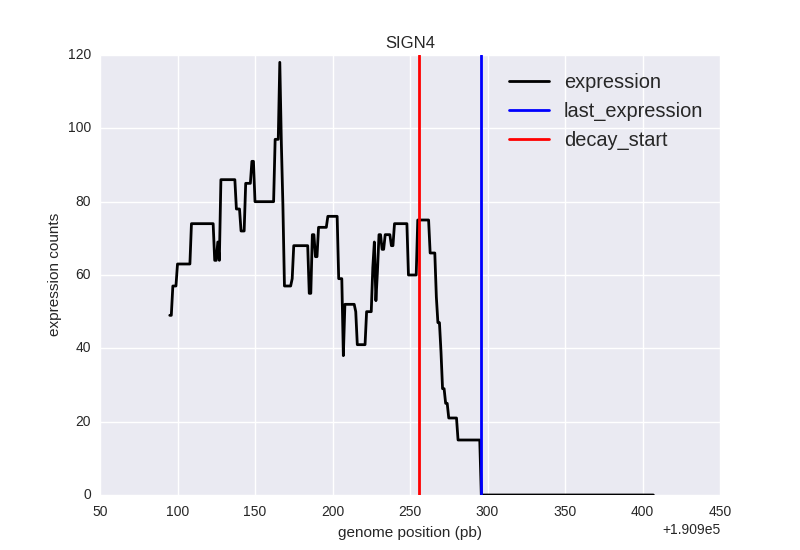 SIGN4
120
100
80
60
40
20
0
expression counts
expression
last_expression
decay_start
50 100 150 200 250 300 350 400 450
+1.909e5
genome position (pb)